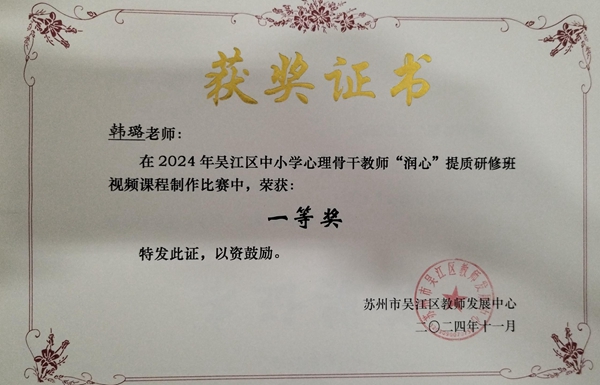 获奖证书
韩璐老师：
在2024年吴江区中小学心理骨干教师“润心”提质研修班
视频课程制作比赛中，荣获：
一等奖
特发此证，以资鼓励。
苏州市吴江区教师发展中心
二〇二四年十一月